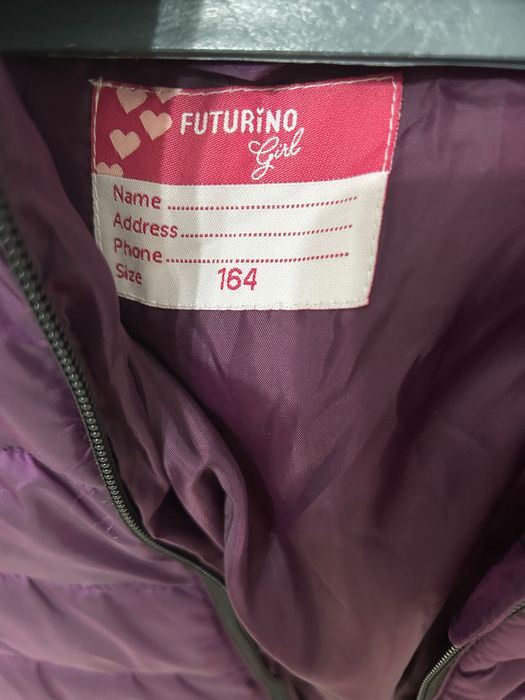 FUTURiNO
Girl
Name
Address
Phone
Size 164